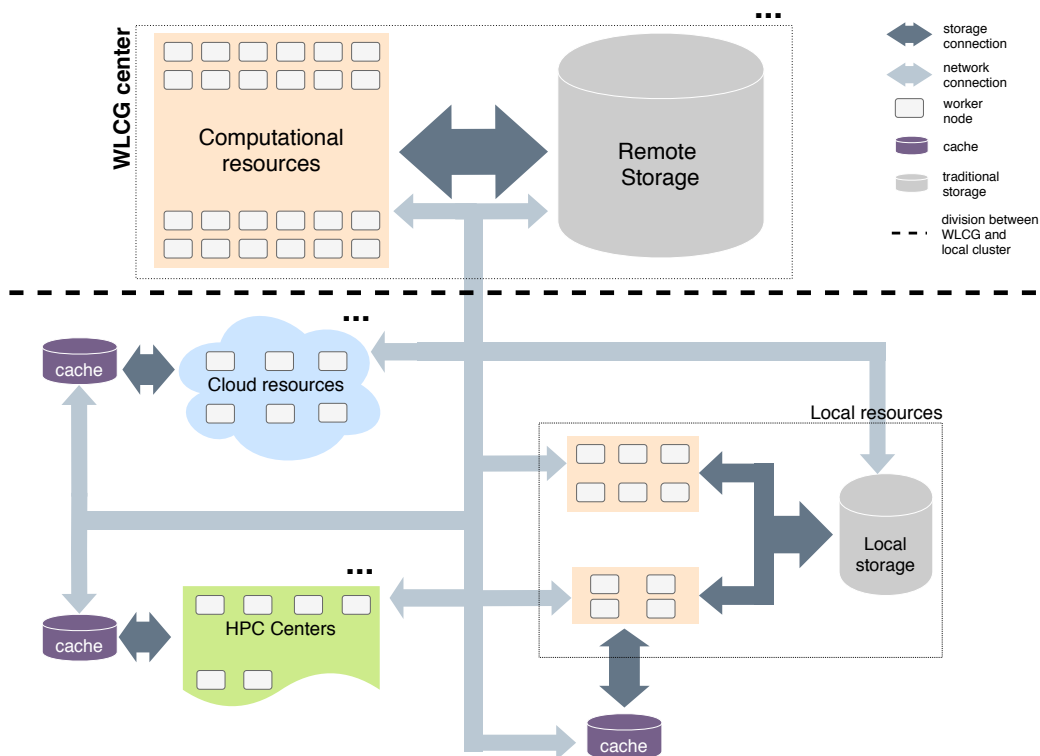 ...
WLCG center
Computational
resources
Remote
Storage
storage
connection
network
connection
worker
node
cache
traditional
storage
division between
WLCG and
local cluster
...
cache
Cloud resources
Local resources
Local
storage
...
cache
HPC Centers
cache